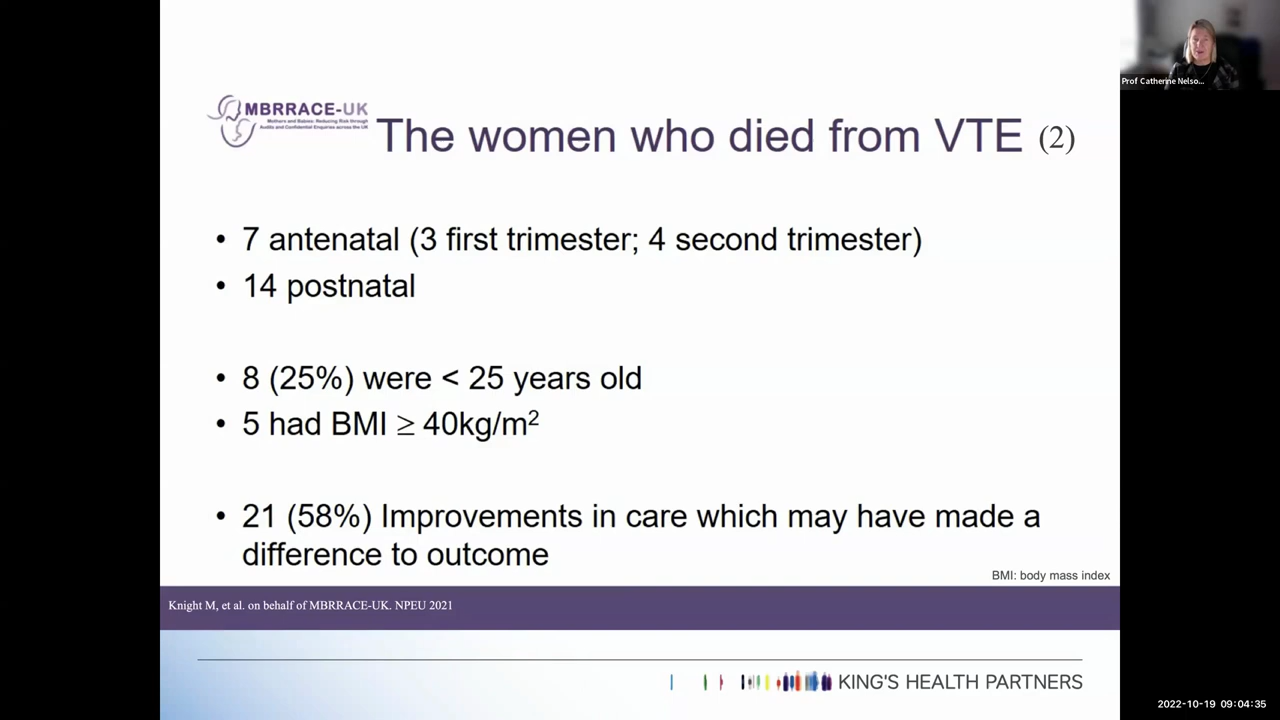 Prof Catherine Nelso...
MBRRACE-UK
Mothers and Babies: Reducing Risk through
Audits and Confidential Enquiries across the UK
The women who died from VTE (2)
• 7 antenatal (3 first trimester; 4 second trimester)
• 14 postnatal
• 8 (25%) were < 25 years old
• 5 had BMI ≥ 40kg/m²
• 21 (58%) Improvements in care which may have made a
difference to outcome
BMI: body mass index
Knight M, et al. on behalf of MBRRACE-UK. NPEU 2021
KING'S HEALTH PARTNERS
2022-10-19 09:04:35